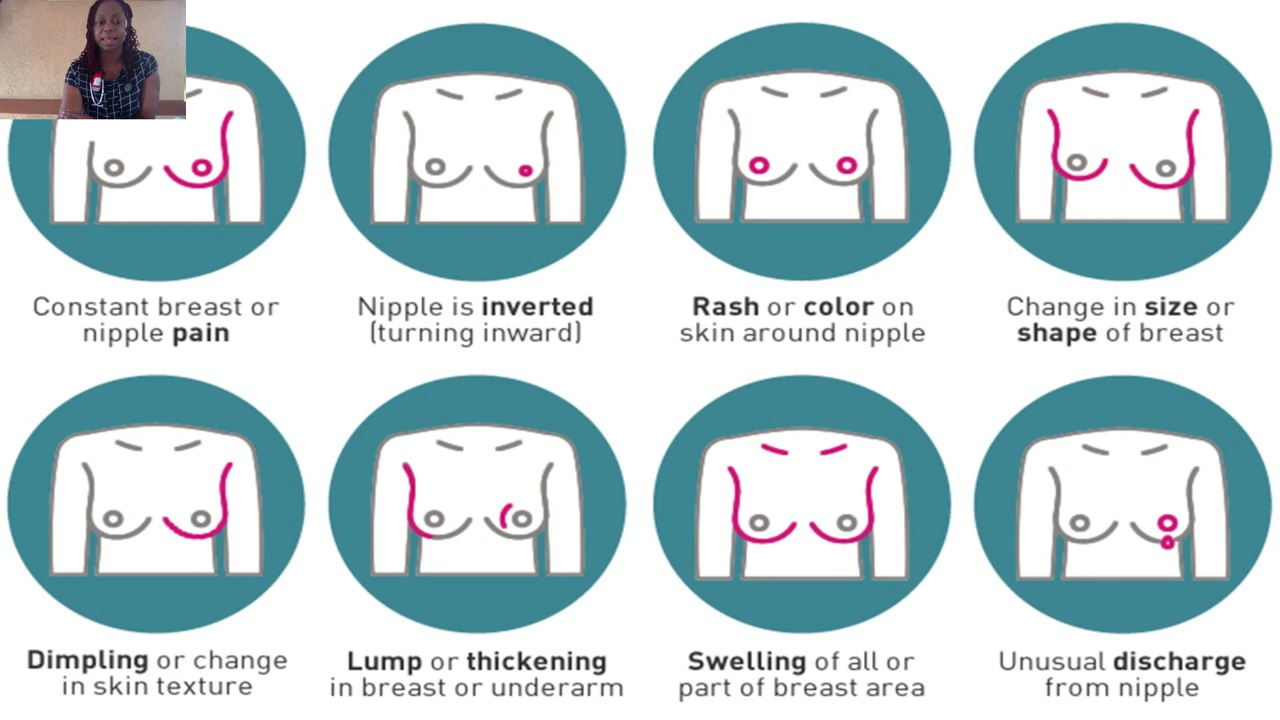 Constant breast or
nipple pain
Nipple is inverted
(turning inward)
Rash or color on
skin around nipple
Change in size or
shape of breast
Dimpling or change
in skin texture
Lump or thickening
in breast or underarm
Swelling of all or
part of breast area
Unusual discharge
from nipple